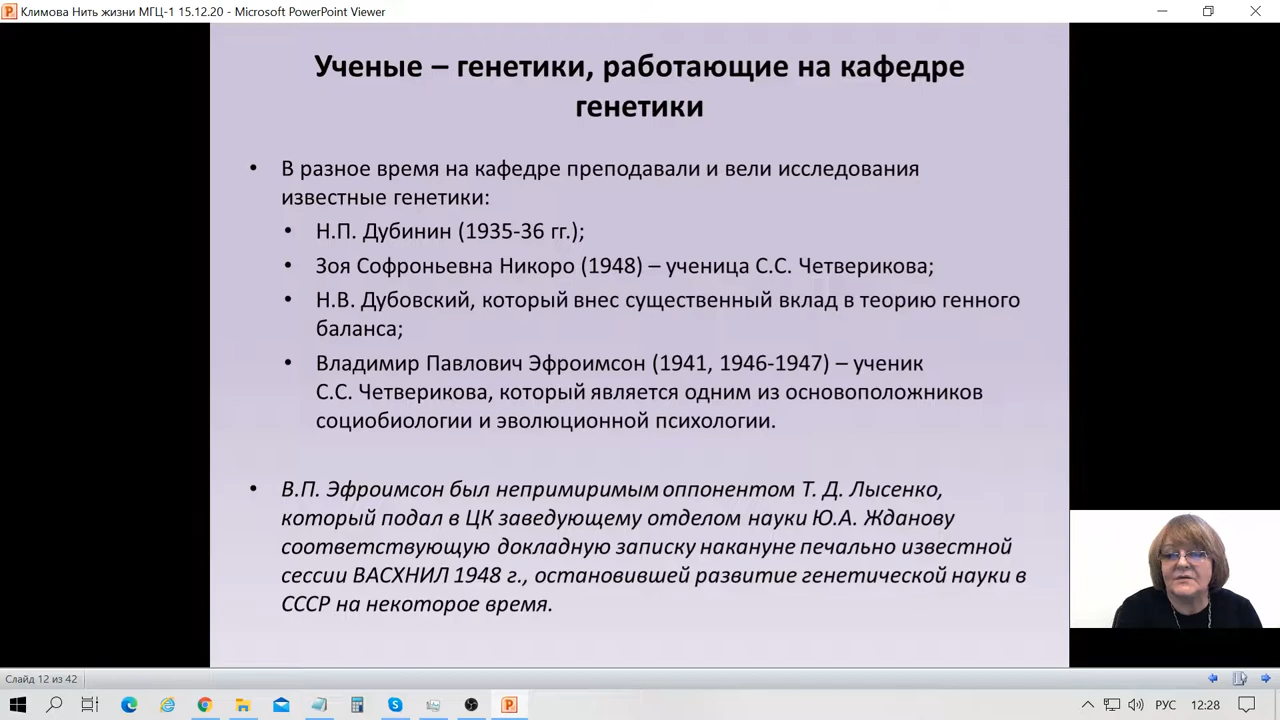 Климова Нить жизни МГЦ-1 15.12.20 - Microsoft PowerPoint Viewer
Ученые – генетики, работающие на кафедре
генетики
• В разное время на кафедре преподавали и вели исследования
известные генетики:
• Н.П. Дубинин (1935-36 гг.);
• Зоя Софроньевна Никоро (1948) – ученица С.С. Четверикова;
• Н.В. Дубовский, который внес существенный вклад в теорию генного
баланса;
• Владимир Павлович Эфроимсон (1941, 1946-1947) – ученик
С.С. Четверикова, который является одним из основоположников
социобиологии и эволюционной психологии.
• В.П. Эфроимсон был непримиримым оппонентом Т. Д. Лысенко,
который подал в ЦК заведующему отделом науки Ю.А. Жданову
соответствующую докладную записку накануне печально известной
сессии ВАСХНИЛ 1948 г., остановившей развитие генетической науки в
СССР на некоторое время.
Слайд 12 из 42
РУС 12:28